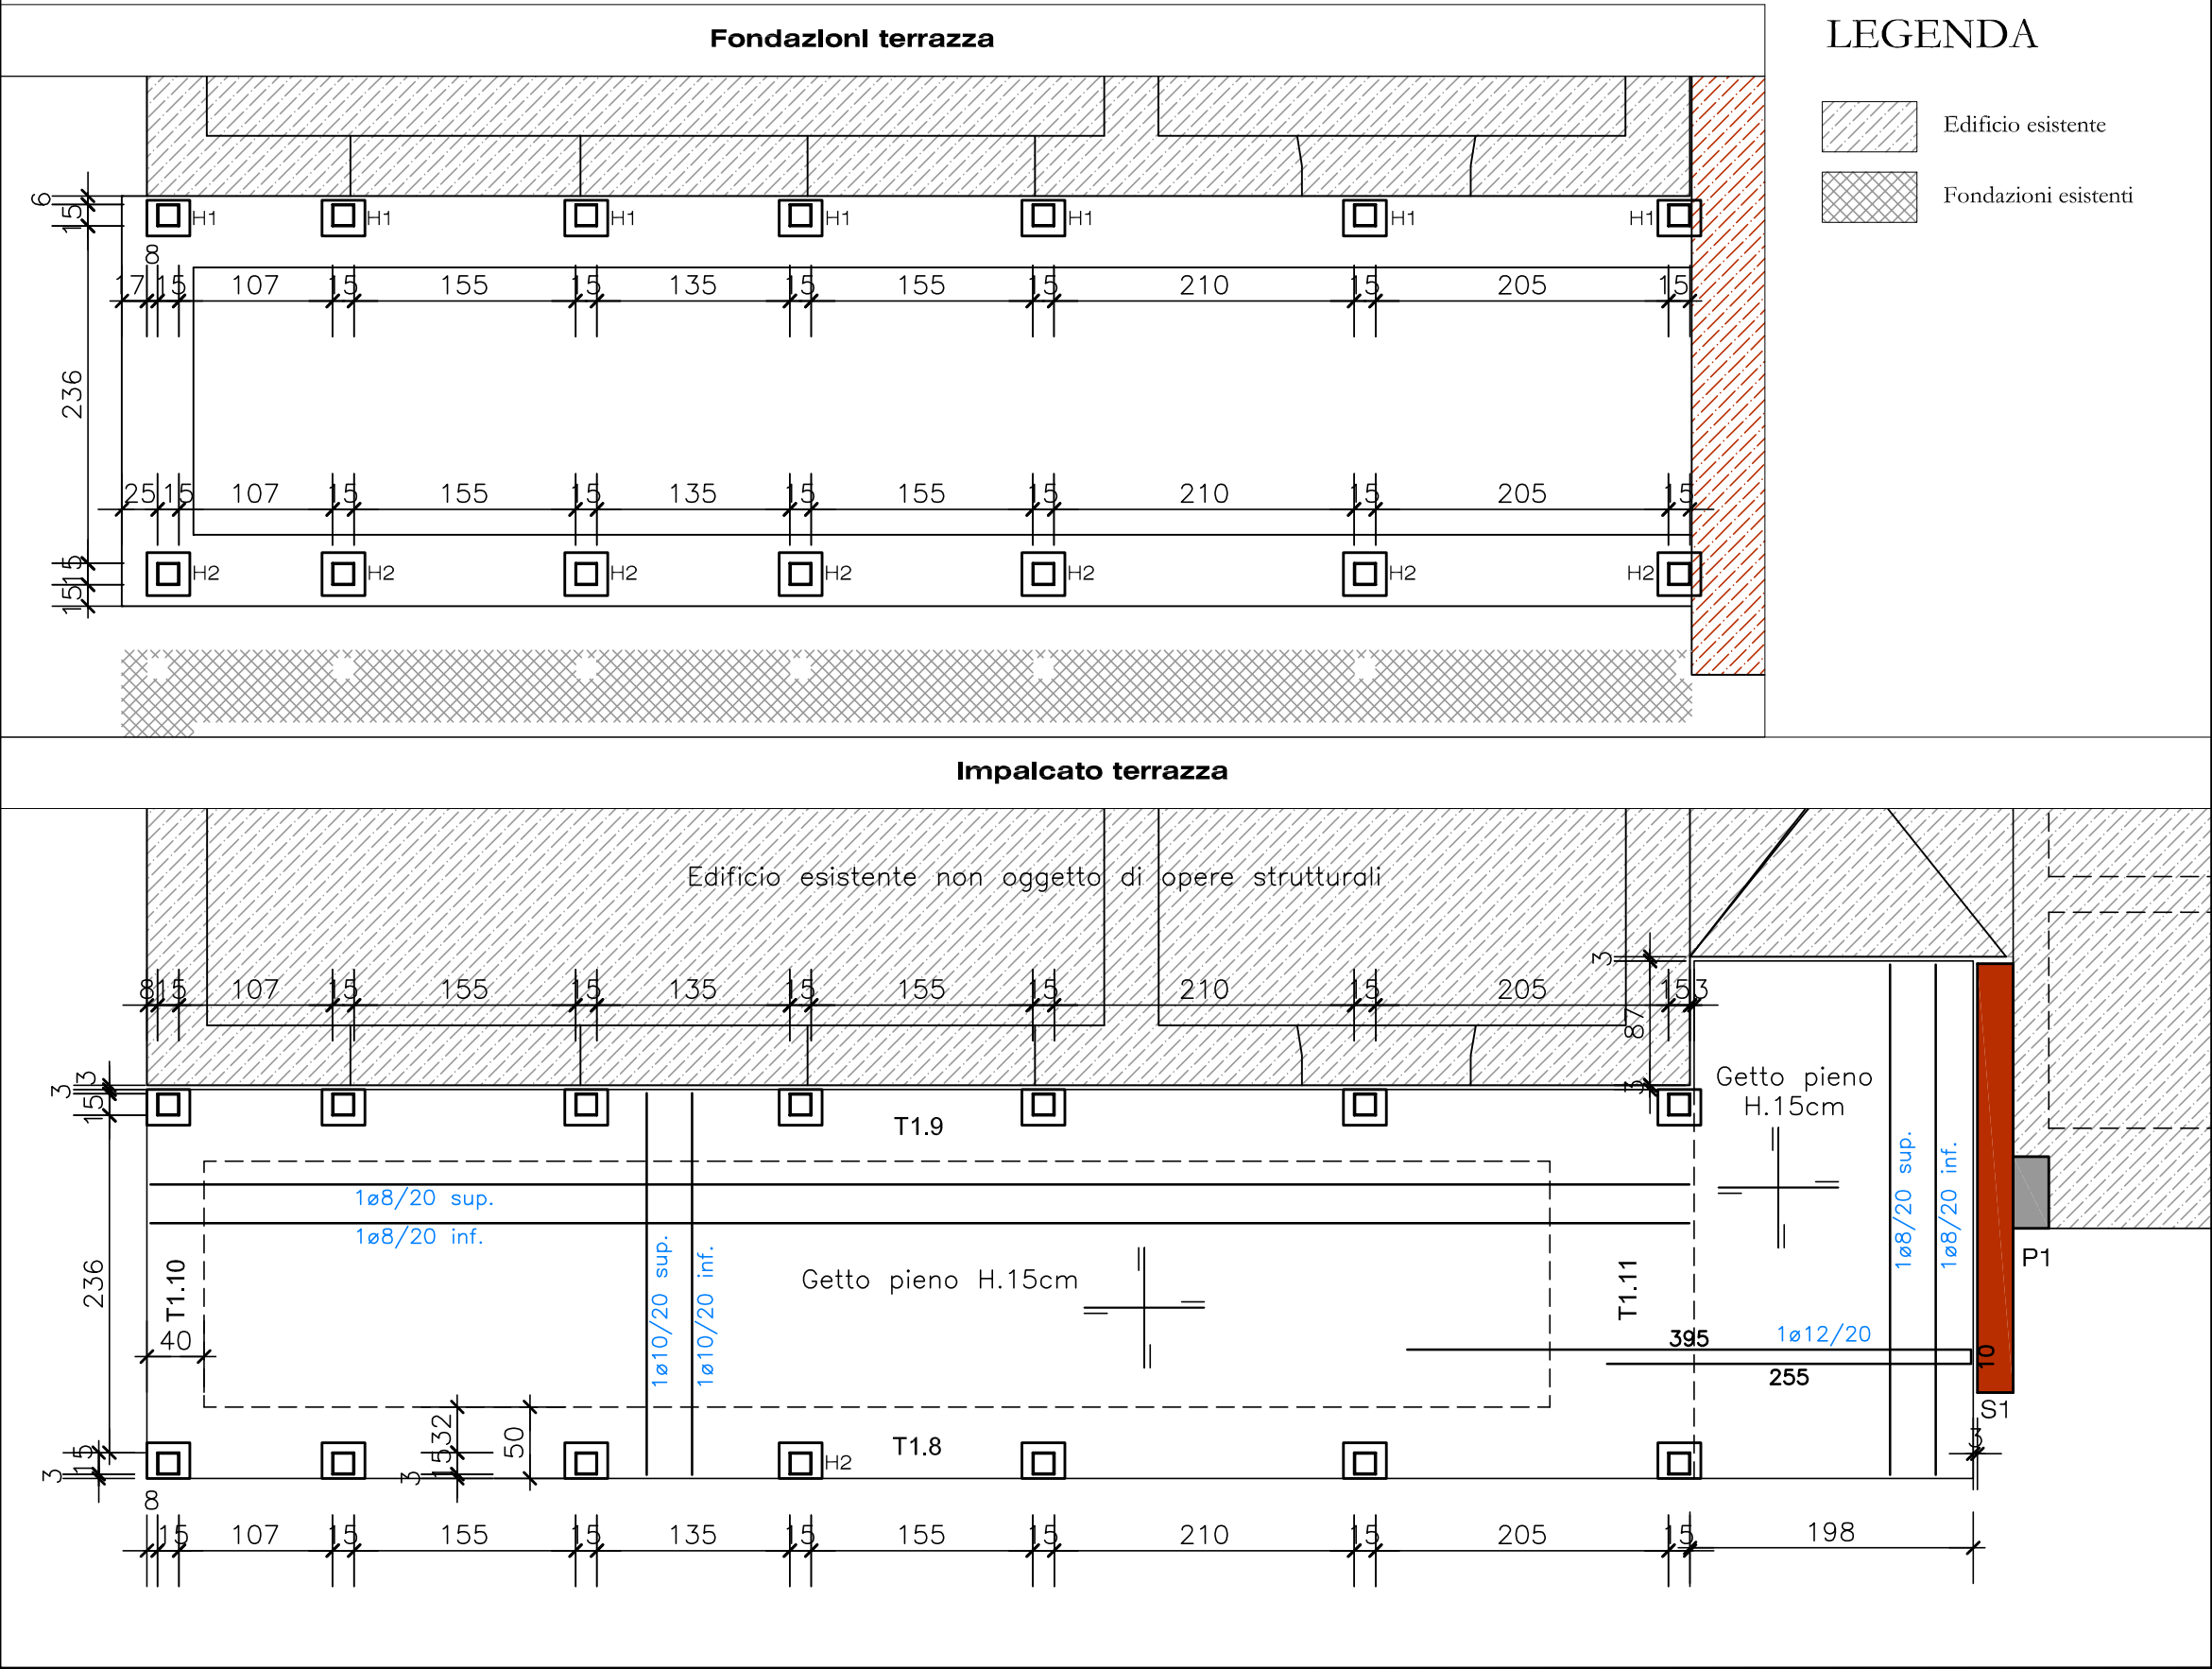 Fondazioni terrazza
LEGENDA
Edificio esistente
Fondazioni esistenti
6
15
H1 H1 H1 H1 H1 H1 H1
8
17 15 107 15 155 15 135 15 155 15 210 15 205 15
236
25 15 107 15 155 15 135 15 155 15 210 15 205 15
15
15
H2 H2 H2 H2 H2 H2 H2
Impalcato terrazza
Edificio esistente non oggetto di opere strutturali
3
8 15 107 15 155 15 135 15 155 15 210 15 205 15 3
87
3
3
3
15
Getto pieno
H.15cm
T1.9
1ø8/20 sup.
1ø8/20 inf.
1ø10/20 sup.
1ø10/20 inf.
Getto pieno H.15cm
1ø8/20 sup.
1ø8/20 inf.
P1
236
T1.10
40
T1.11
395
1ø12/20
255
10
S1
3
32
15
3
50
T1.8
H2
15
3
8
15 107 15 155 15 135 15 155 15 210 15 205 15 198